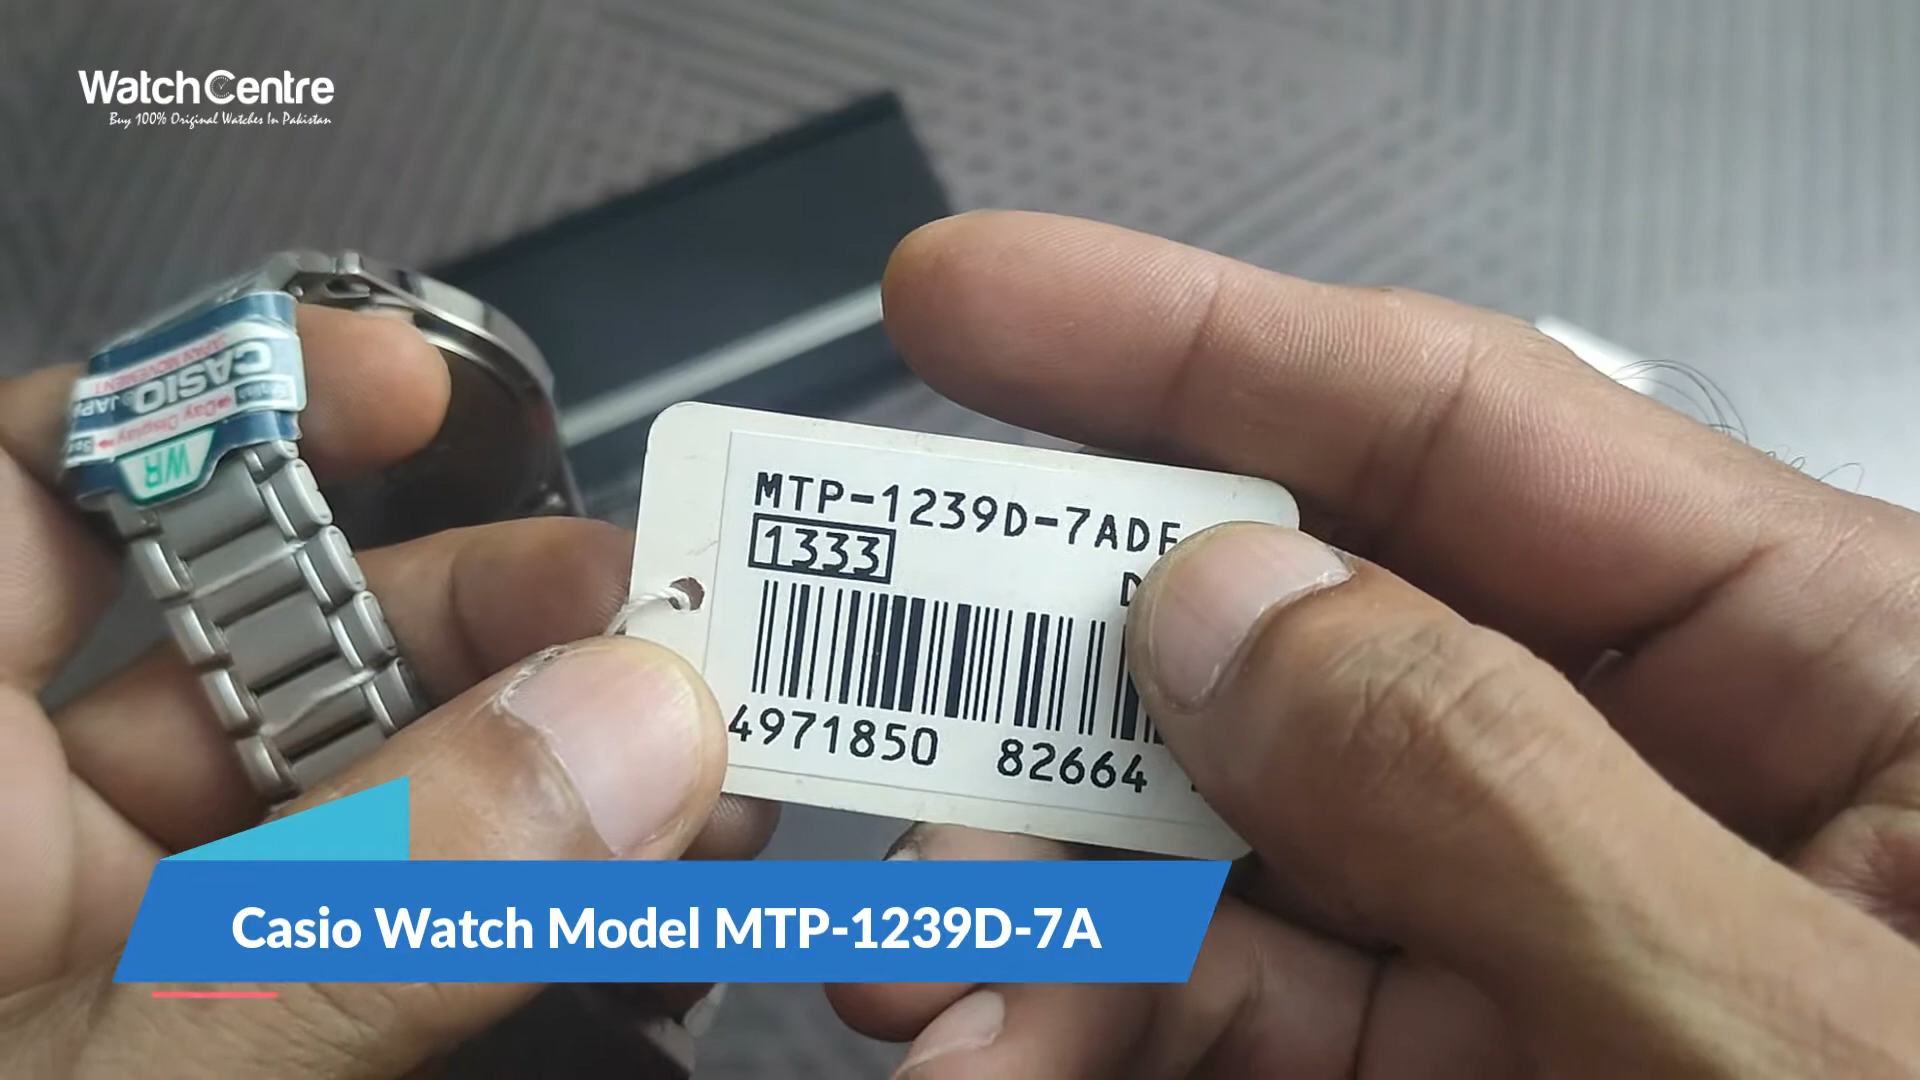 WatchCentre
Buy 100% Original Watches In Pakistan
CASIO
JAPAN MOVEMENT
Day Display
WR
MTP-1239D-7ADF
1333
D
4971850 82664
Casio Watch Model MTP-1239D-7A